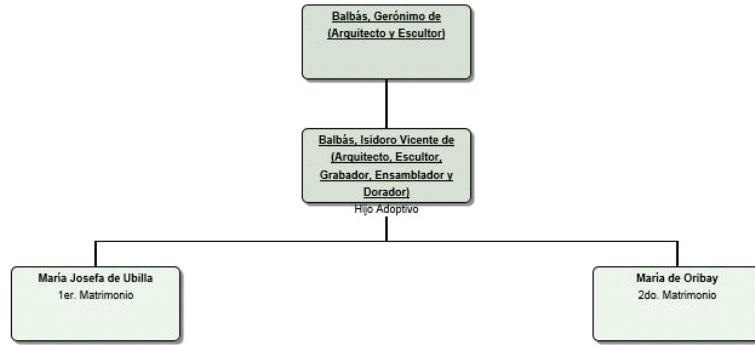 Balbás, Gerónimo de
(Arquitecto y Escultor)
Balbás, Isidoro Vicente de
(Arquitecto, Escultor,
Grabador, Ensamblador y
Dorador)
Hijo Adoptivo
María Josefa de Ubilla
1er. Matrimonio
María de Oribay
2do. Matrimonio